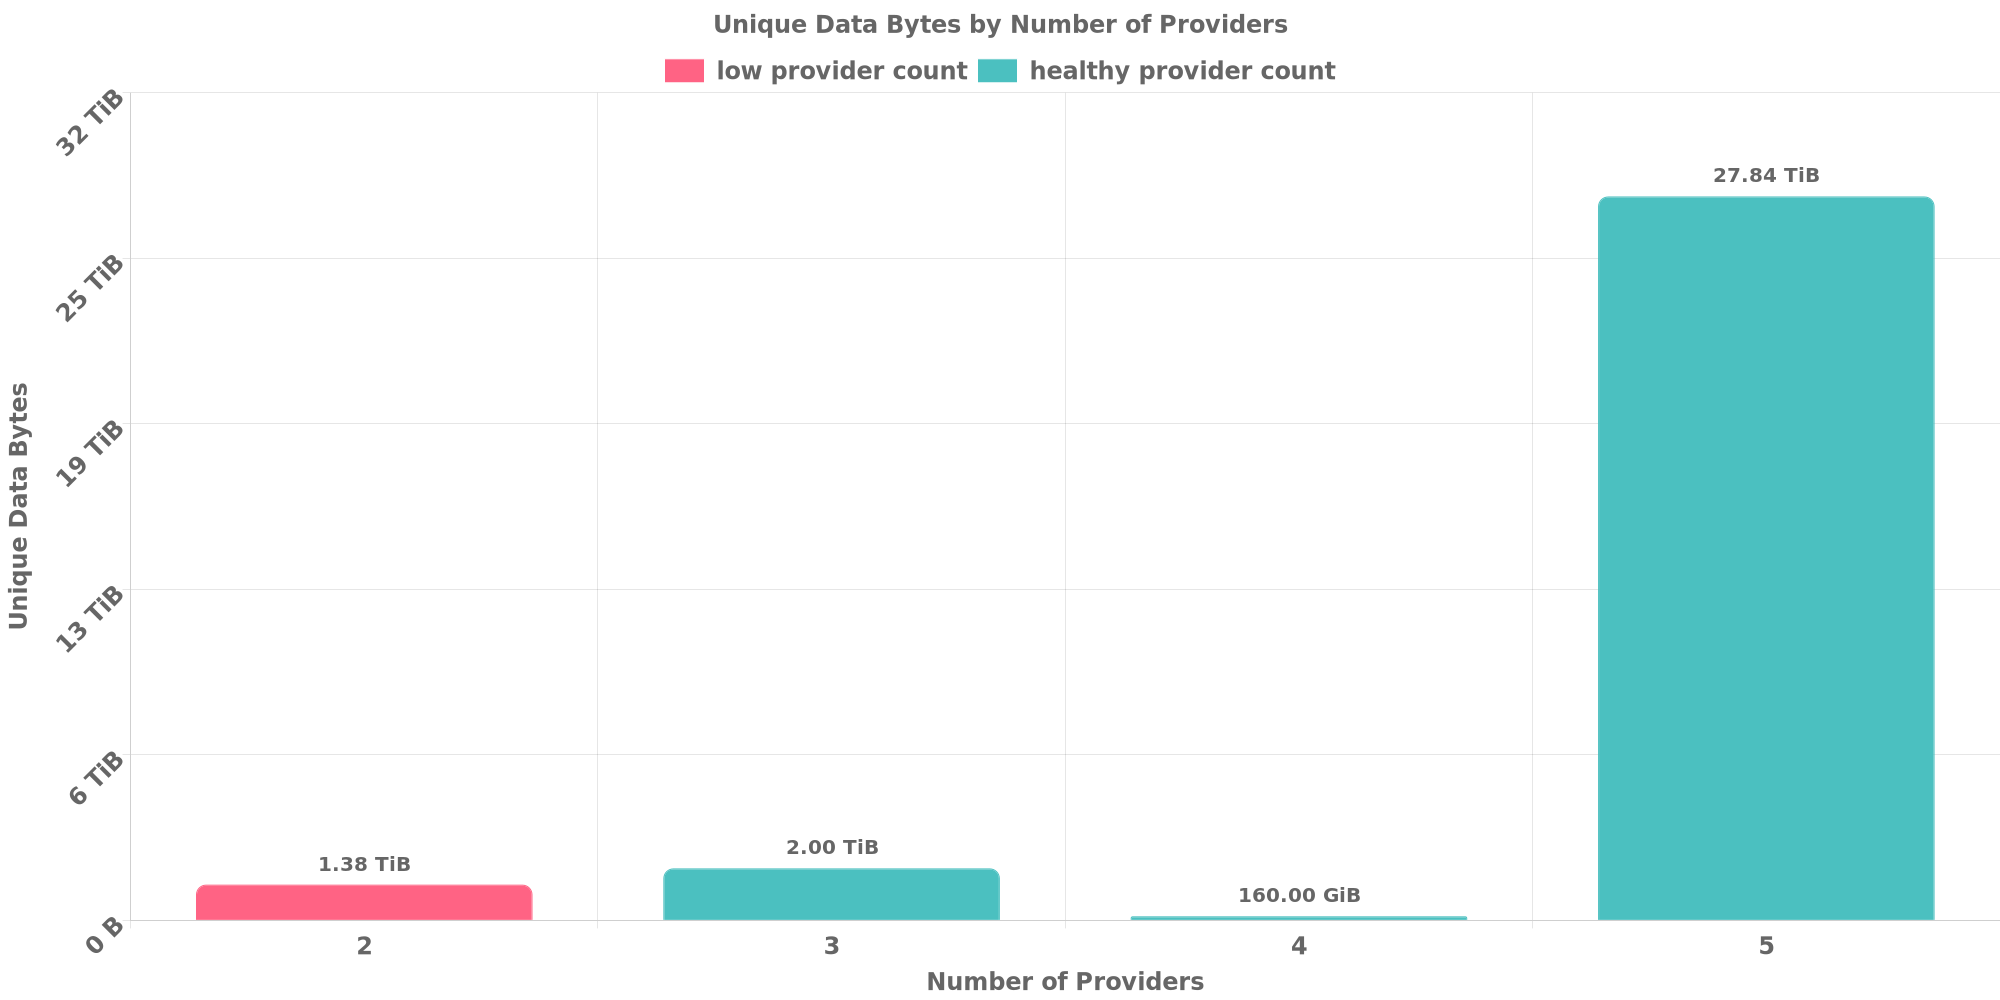 Unique Data Bytes by Number of Providers
low provider count healthy provider count
32 TiB
25 TiB
19 TiB
13 TiB
6 TiB
0 B
Unique Data Bytes
1.38 TiB
2.00 TiB
160.00 GiB
27.84 TiB
2 3 4 5
Number of Providers